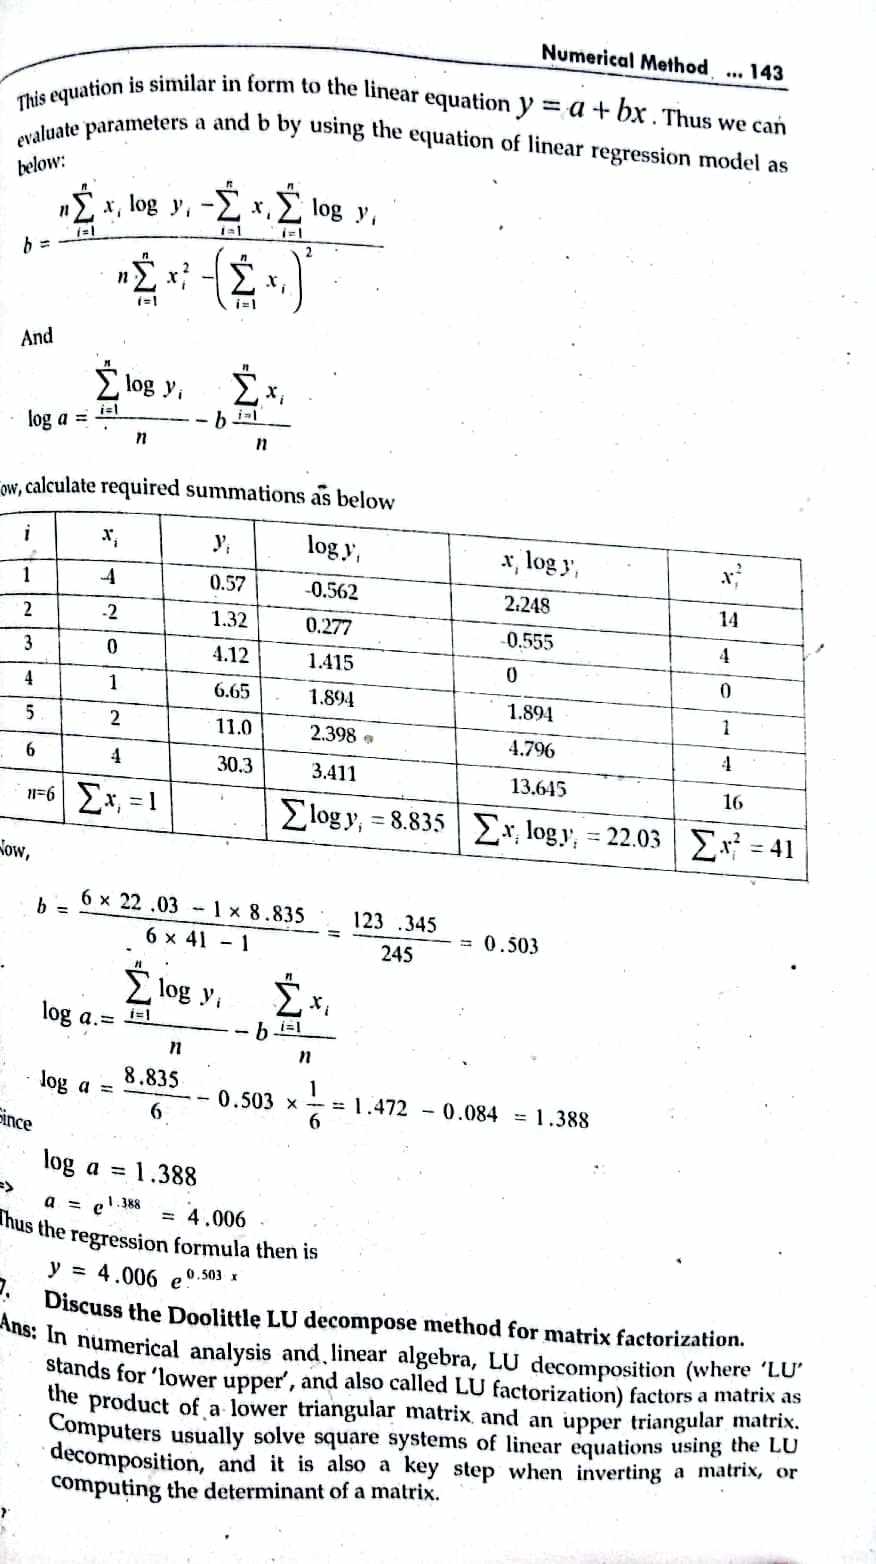 Numerical Method ... 143
This equation is similar in form to the linear equation y = a + bx. Thus we can
evaluate parameters a and b by using the equation of linear regression model as
below:
b = \frac{n\sum_{i=1}^{n} x_i \log y_i - \sum_{i=1}^{n} x_i \sum_{i=1}^{n} \log y_i}{n\sum_{i=1}^{n} x_i^2 - \left(\sum_{i=1}^{n} x_i\right)^2}
And
\log a = \frac{\sum_{i=1}^{n} \log y_i}{n} - b \frac{\sum_{i=1}^{n} x_i}{n}
ow, calculate required summations as below
i x_i y_i log y_i x_i log y_i x_i^2
1 -4 0.57 -0.562 2.248 14
2 -2 1.32 0.277 -0.555 4
3 0 4.12 1.415 0 0
4 1 6.65 1.894 1.894 1
5 2 11.0 2.398 4.796 4
6 4 30.3 3.411 13.645 16
n=6 ∑x_i = 1 ∑log y_i = 8.835 ∑x_i log y_i = 22.03 ∑x_i^2 = 41
Now,
b = \frac{6 × 22.03 - 1 × 8.835}{6 × 41 - 1} = \frac{123.345}{245} = 0.503
\log a = \frac{\sum_{i=1}^{n} \log y_i}{n} - b \frac{\sum_{i=1}^{n} x_i}{n}
\log a = \frac{8.835}{6} - 0.503 × \frac{1}{6} = 1.472 - 0.084 = 1.388
Since
log a = 1.388
=> a = e^{1.388} = 4.006
Thus the regression formula then is
y = 4.006 e^{0.503 x}
7. Discuss the Doolittle LU decompose method for matrix factorization.
Ans: In numerical analysis and linear algebra, LU decomposition (where 'LU'
stands for 'lower upper', and also called LU factorization) factors a matrix as
the product of a lower triangular matrix and an upper triangular matrix.
Computers usually solve square systems of linear equations using the LU
decomposition, and it is also a key step when inverting a matrix, or
computing the determinant of a matrix.